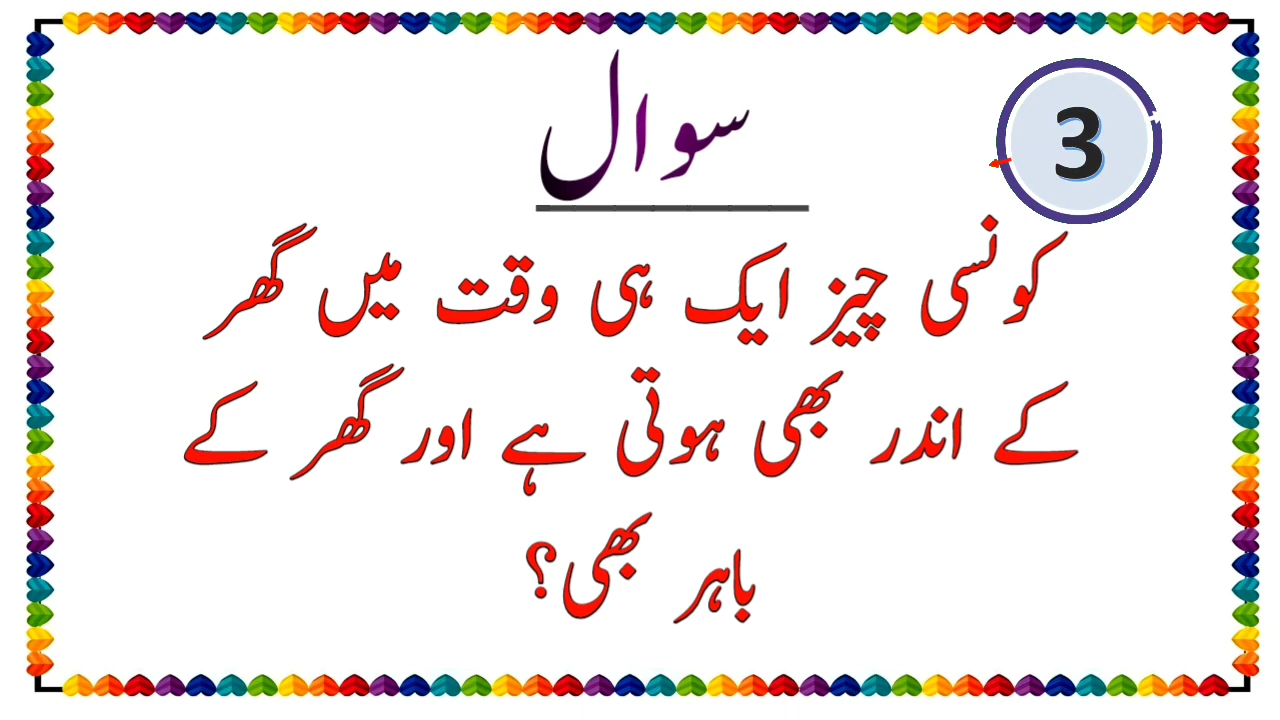 سوال
3
کونسی چیز ایک ہی وقت میں گھر
کے اندر بھی ہوتی ہے اور گھر کے
باہر بھی؟